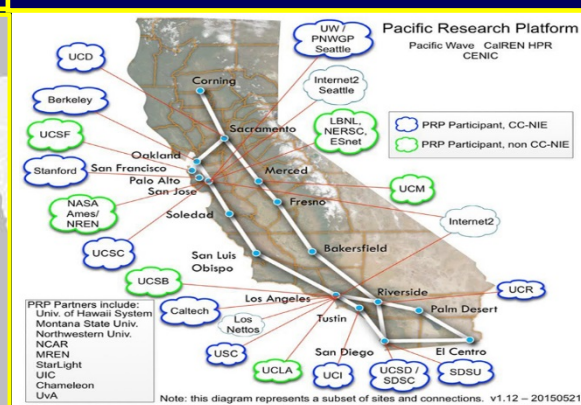 Pacific Research Platform
Pacific Wave CalREN HPR
CENIC
UW /
PNWGP
Seattle
UCD
Internet2
Seattle
Corning
Berkeley
LBNL,
NERSC,
ESnet
PRP Participant, CC-NIE
PRP Participant, non CC-NIE
UCSF
Sacramento
Oakland
San Francisco
Stanford
Palo Alto
San Jose
Merced
UCM
NASA
Ames/
NREN
Fresno
Soledad
Internet2
UCSC
Bakersfield
San Luis
Obispo
UCSB
Riverside
UCR
Los Angeles
Caltech
Palm Desert
Los
Nettos
Tustin
USC
San Diego
El Centro
UCLA
UCI
UCSD /
SDSC
SDSU
PRP Partners include:
Univ. of Hawaii System
Montana State Univ.
Northwestern Univ.
NCAR
MREN
StarLight
UIC
Chameleon
UvA
Note: this diagram represents a subset of sites and connections. v1.12 – 20150521